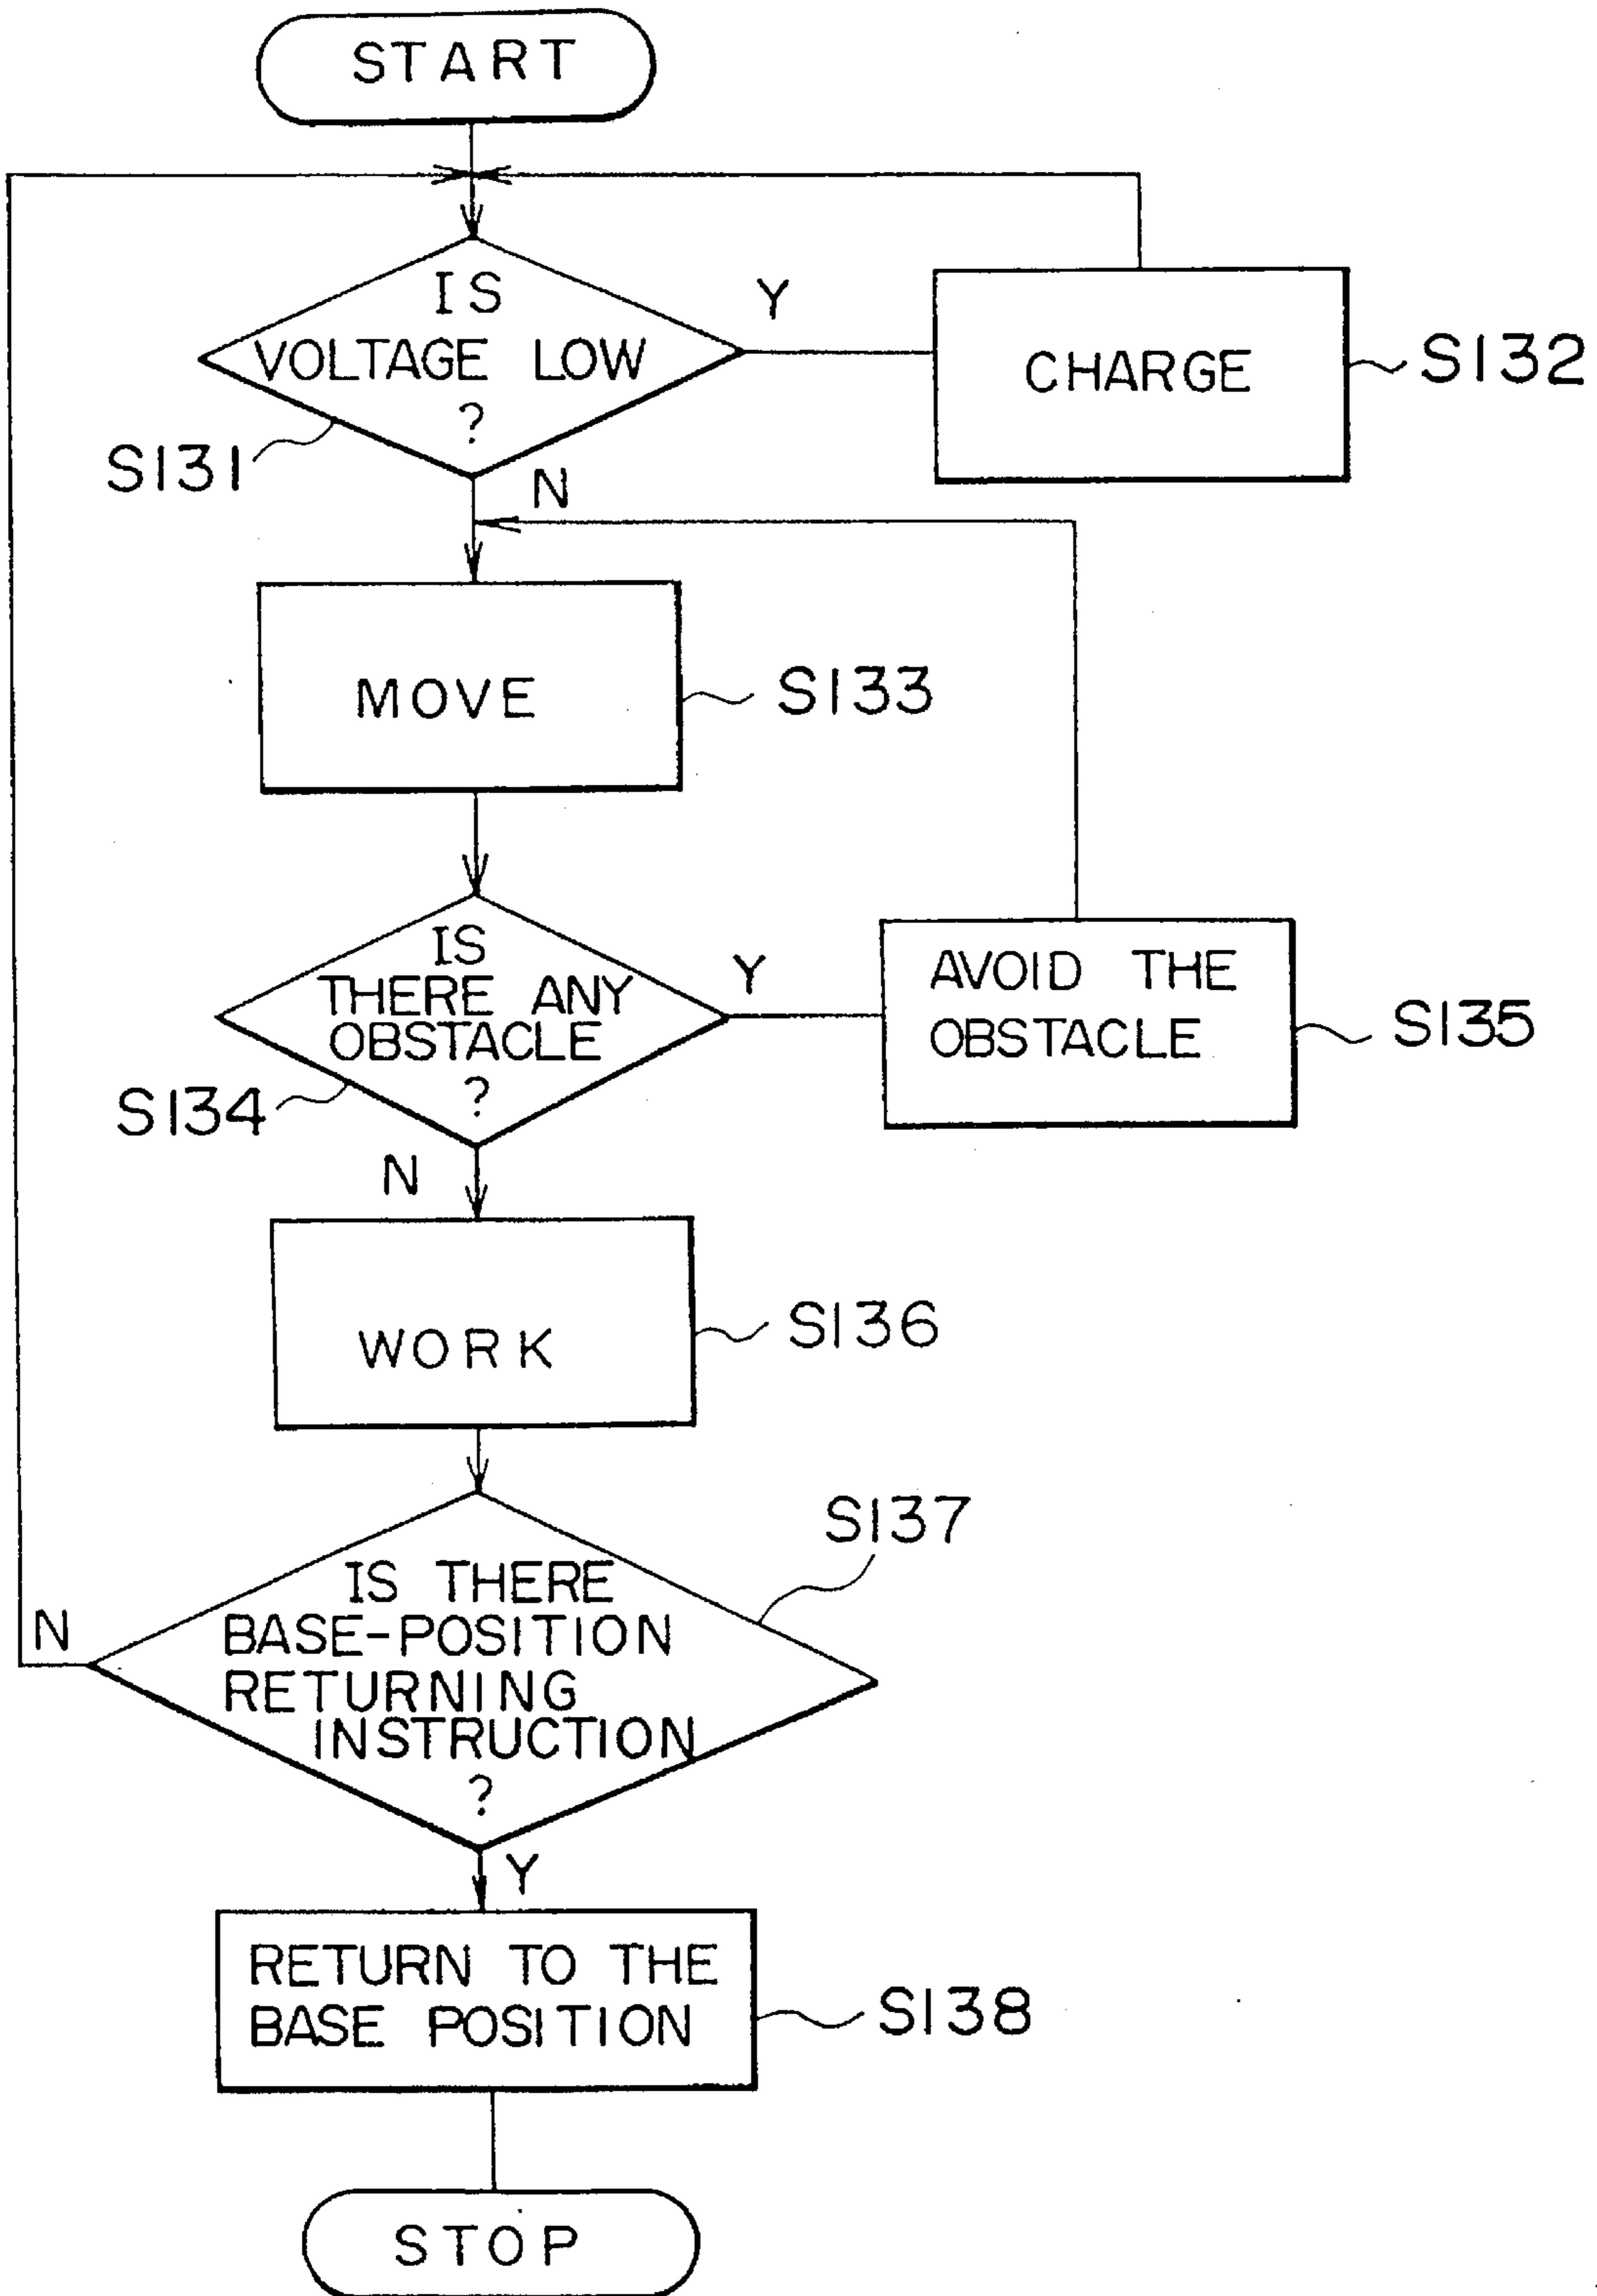 START
IS
VOLTAGE LOW
?
Y
CHARGE
S132
S131
N
MOVE
S133
IS
THERE ANY
OBSTACLE
?
Y
AVOID THE
OBSTACLE
S135
S134
N
WORK
S136
S137
IS THERE
BASE-POSITION
RETURNING
INSTRUCTION
?
N
Y
RETURN TO THE
BASE POSITION
S138
STOP